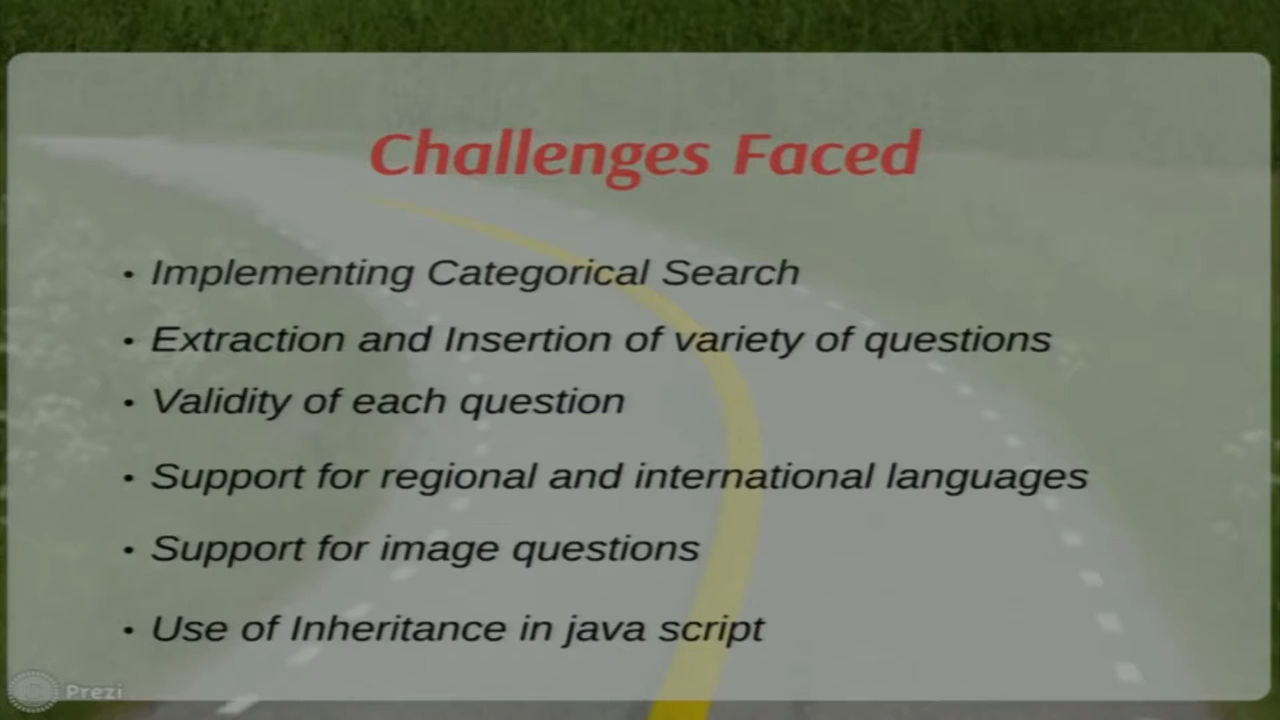 Challenges Faced
• Implementing Categorical Search
• Extraction and Insertion of variety of questions
• Validity of each question
• Support for regional and international languages
• Support for image questions
• Use of Inheritance in java script
Prezi